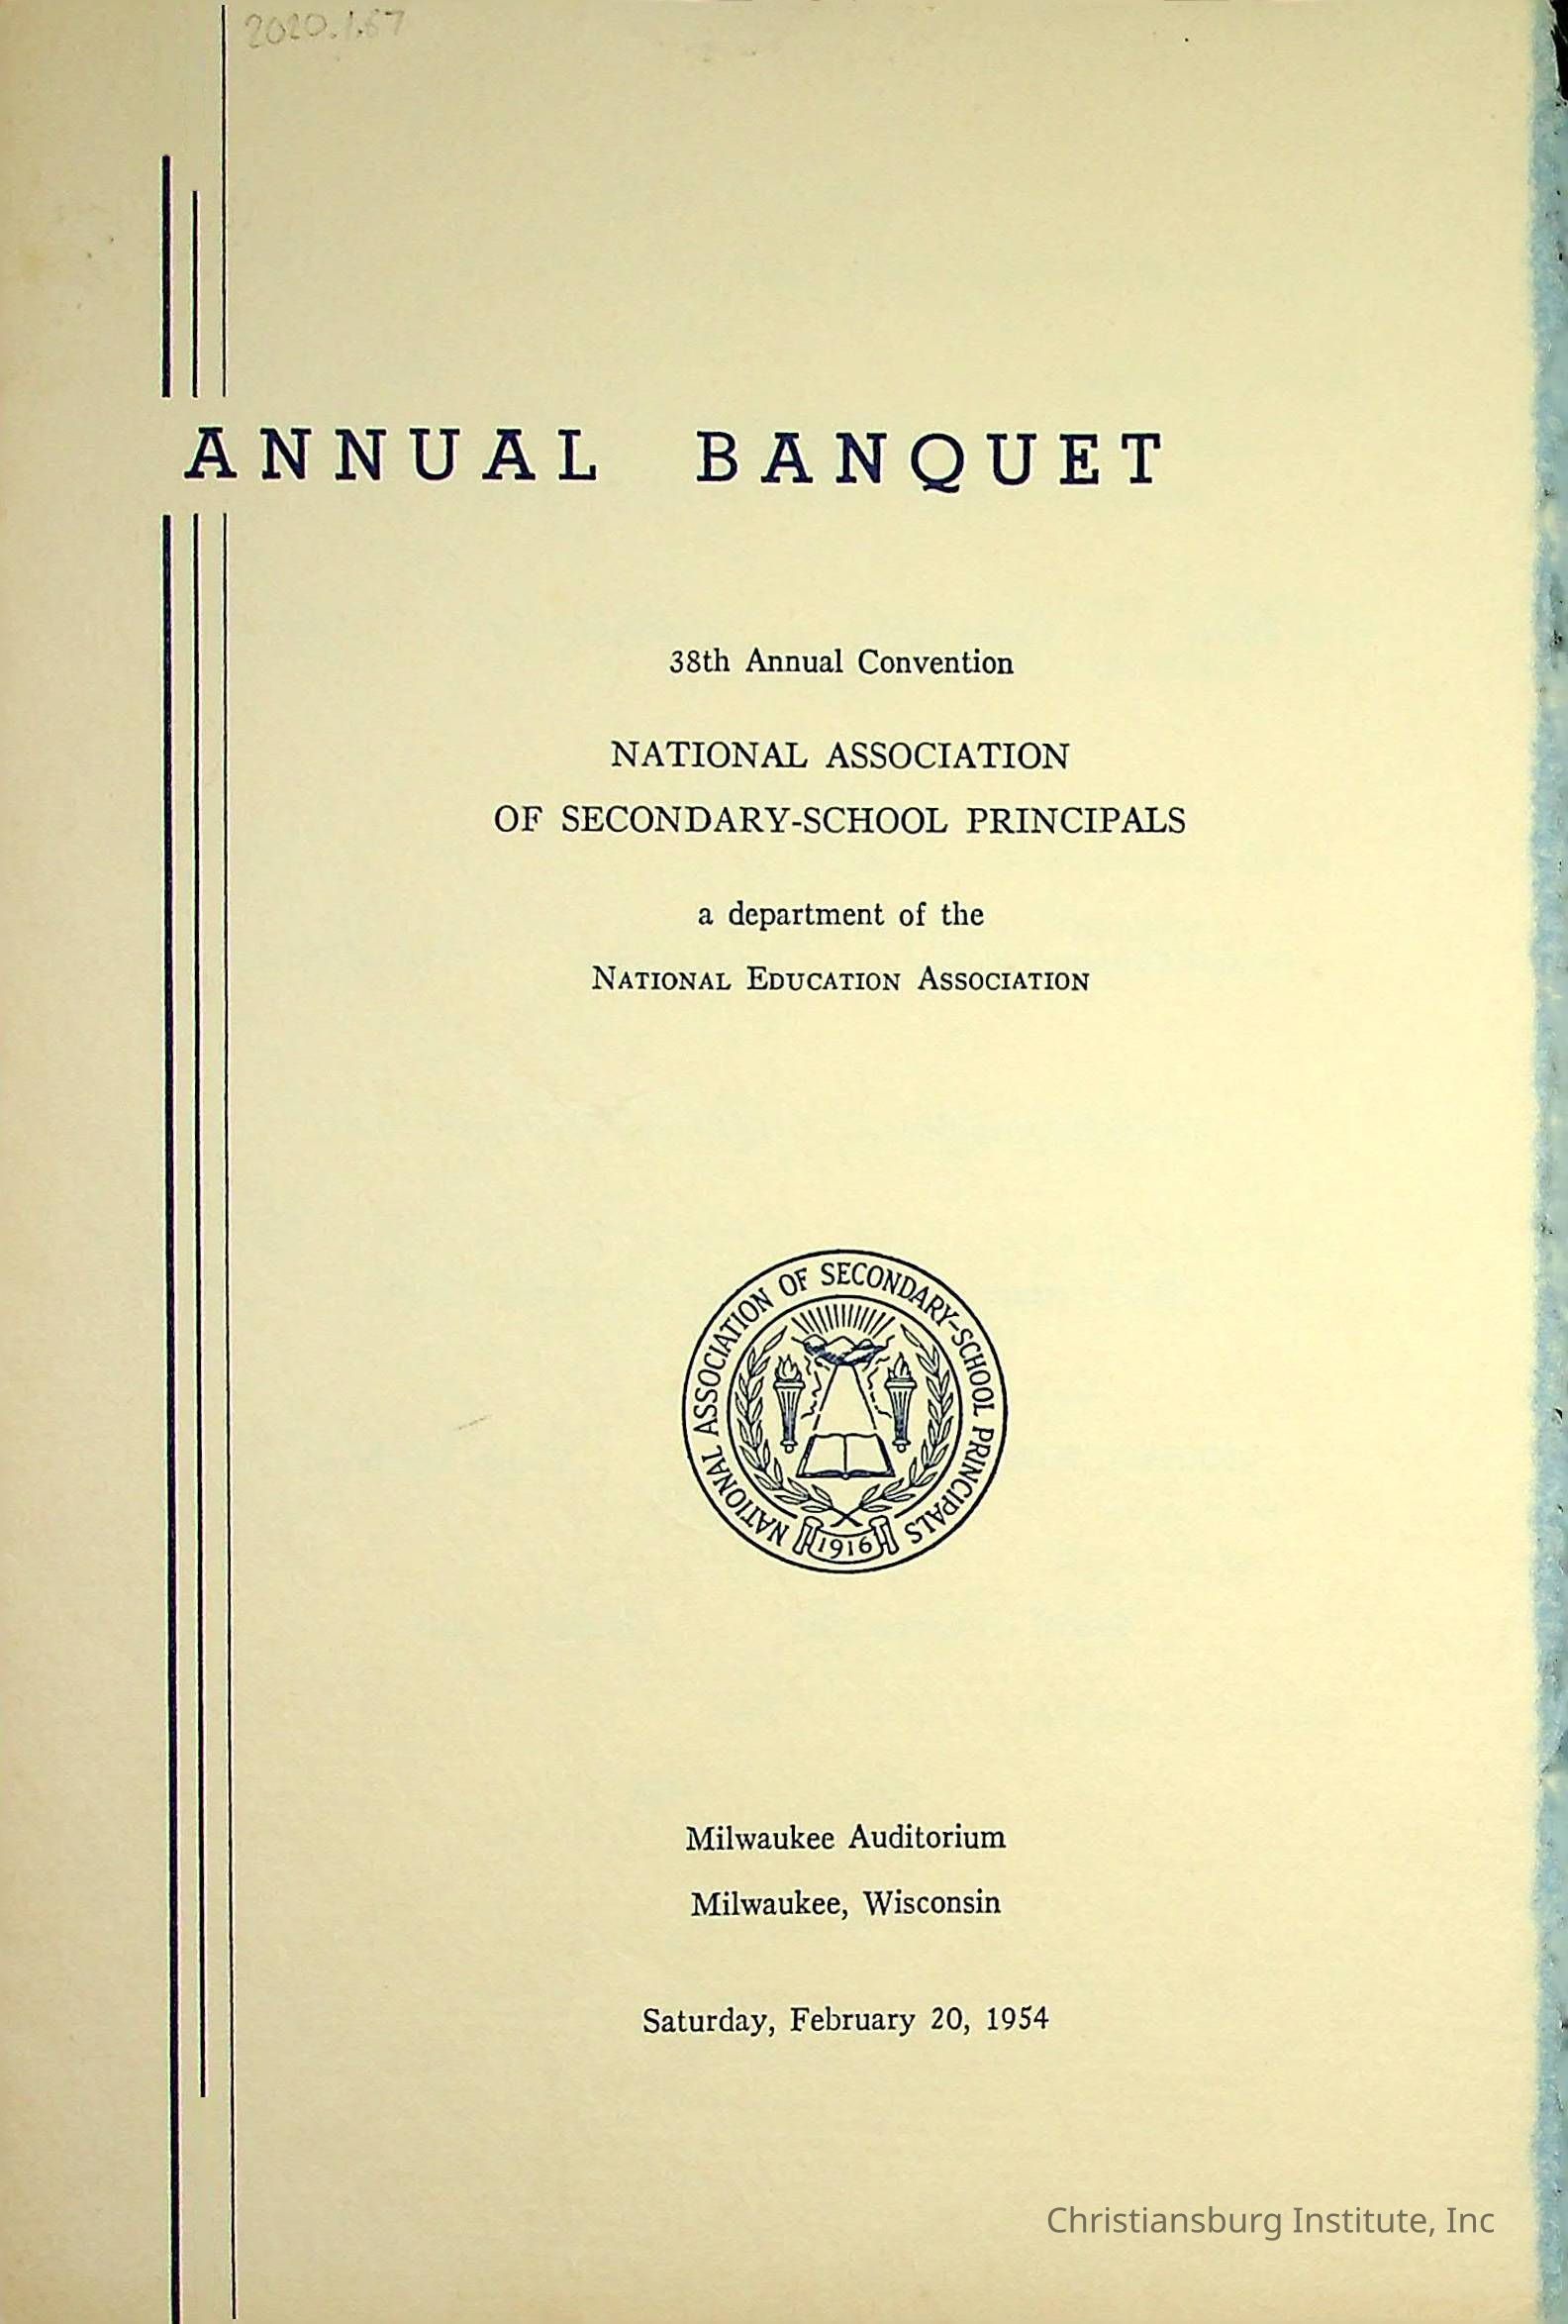 2020.1.67
ANNUAL BANQUET
38th Annual Convention
NATIONAL ASSOCIATION
OF SECONDARY-SCHOOL PRINCIPALS
a department of the
NATIONAL EDUCATION ASSOCIATION
NATIONAL ASSOCIATION OF SECONDARY-SCHOOL PRINCIPALS
1916
Milwaukee Auditorium
Milwaukee, Wisconsin
Saturday, February 20, 1954
Christiansburg Institute, Inc